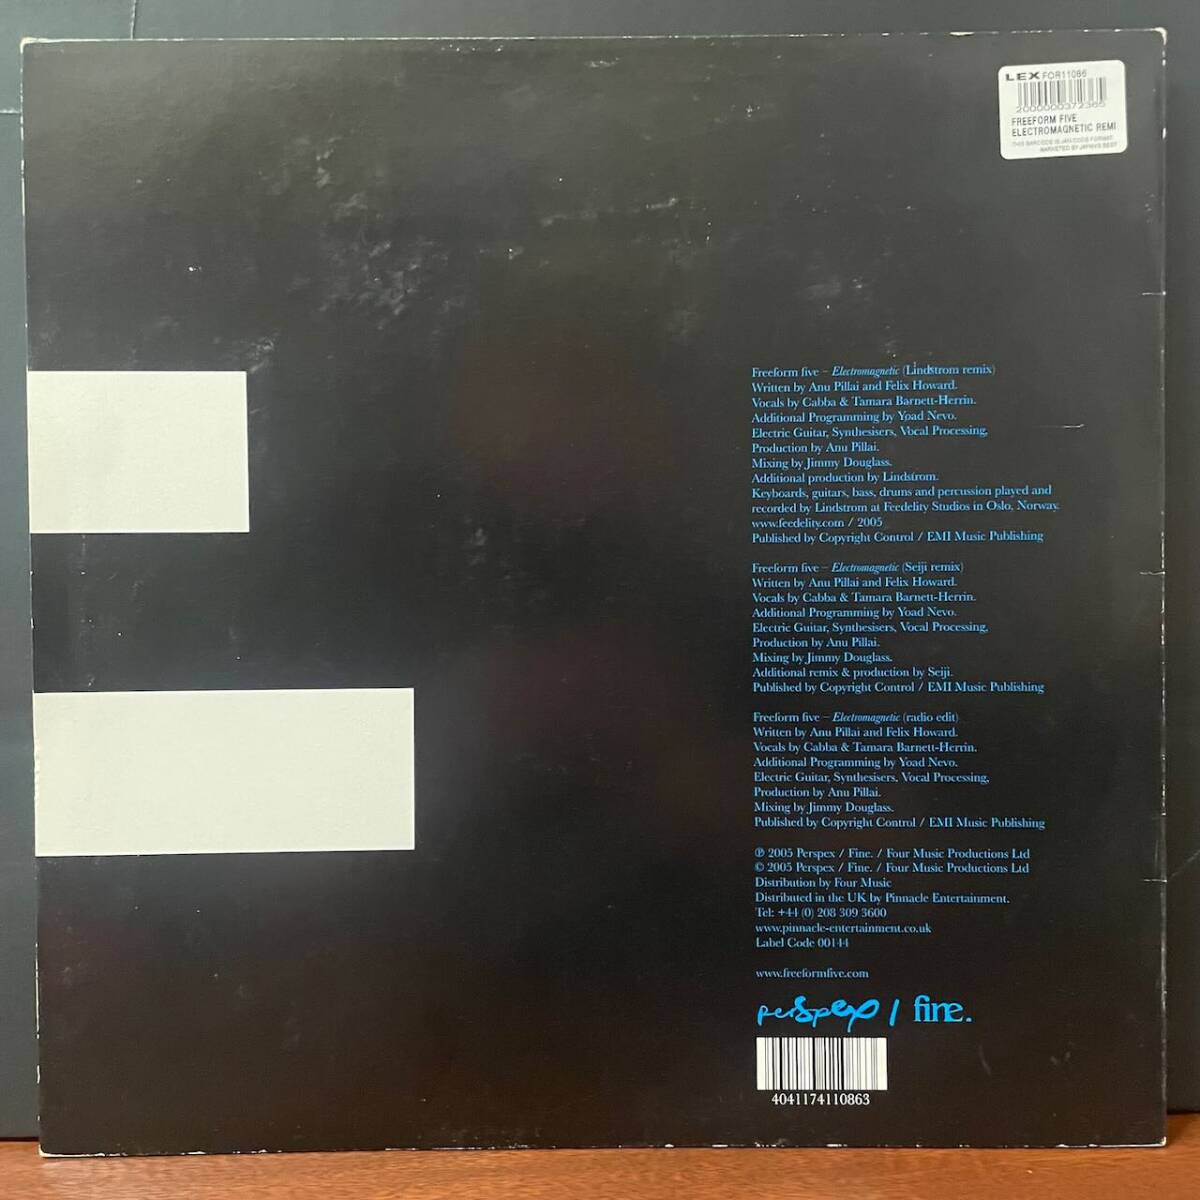 LEX FOR11086
2000000372365
FREEFORM FIVE
ELECTROMAGNETIC REMI
THIS BARCODE IS JAN CODE FORMAT
Freeform five – Electromagnetic (Lindstrom remix)
Written by Anu Pillai and Felix Howard.
Vocals by Cabba & Tamara Barnett-Herrin.
Additional Programming by Yoad Nevo.
Electric Guitar, Synthesisers, Vocal Processing,
Production by Anu Pillai.
Mixing by Jimmy Douglass.
Additional production by Lindstrom.
Keyboards, guitars, bass, drums and percussion played and
recorded by Lindstrom at Feedelity Studios in Oslo, Norway.
www.feedelity.com / 2005
Published by Copyright Control / EMI Music Publishing
Freeform five – Electromagnetic (Seiji remix)
Written by Anu Pillai and Felix Howard.
Vocals by Cabba & Tamara Barnett-Herrin.
Additional Programming by Yoad Nevo.
Electric Guitar, Synthesisers, Vocal Processing,
Production by Anu Pillai.
Mixing by Jimmy Douglass.
Additional remix & production by Seiji.
Published by Copyright Control / EMI Music Publishing
Freeform five – Electromagnetic (radio edit)
Written by Anu Pillai and Felix Howard.
Vocals by Cabba & Tamara Barnett-Herrin.
Additional Programming by Yoad Nevo.
Electric Guitar, Synthesisers, Vocal Processing,
Production by Anu Pillai.
Mixing by Jimmy Douglass.
Published by Copyright Control / EMI Music Publishing
℗ 2005 Perspex / Fine. / Four Music Productions Ltd
© 2005 Perspex / Fine. / Four Music Productions Ltd
Distribution by Four Music
Distributed in the UK by Pinnacle Entertainment.
Tel: +44 (0) 208 309 3600
www.pinnacle-entertainment.co.uk
Label Code 00144
www.freeformfive.com
perspex / fine.
4041174110863